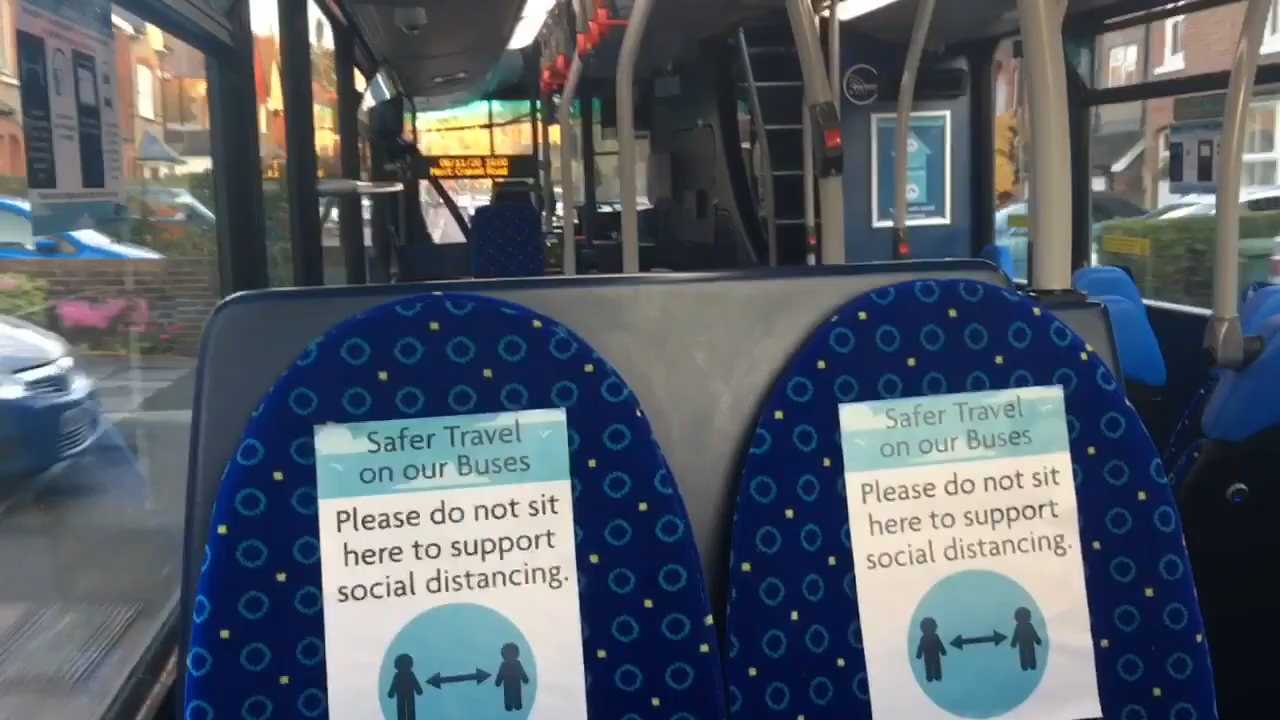 Safer Travel
on our Buses
Please do not sit
here to support
social distancing.
Safer Travel
on our Buses
Please do not sit
here to support
social distancing.